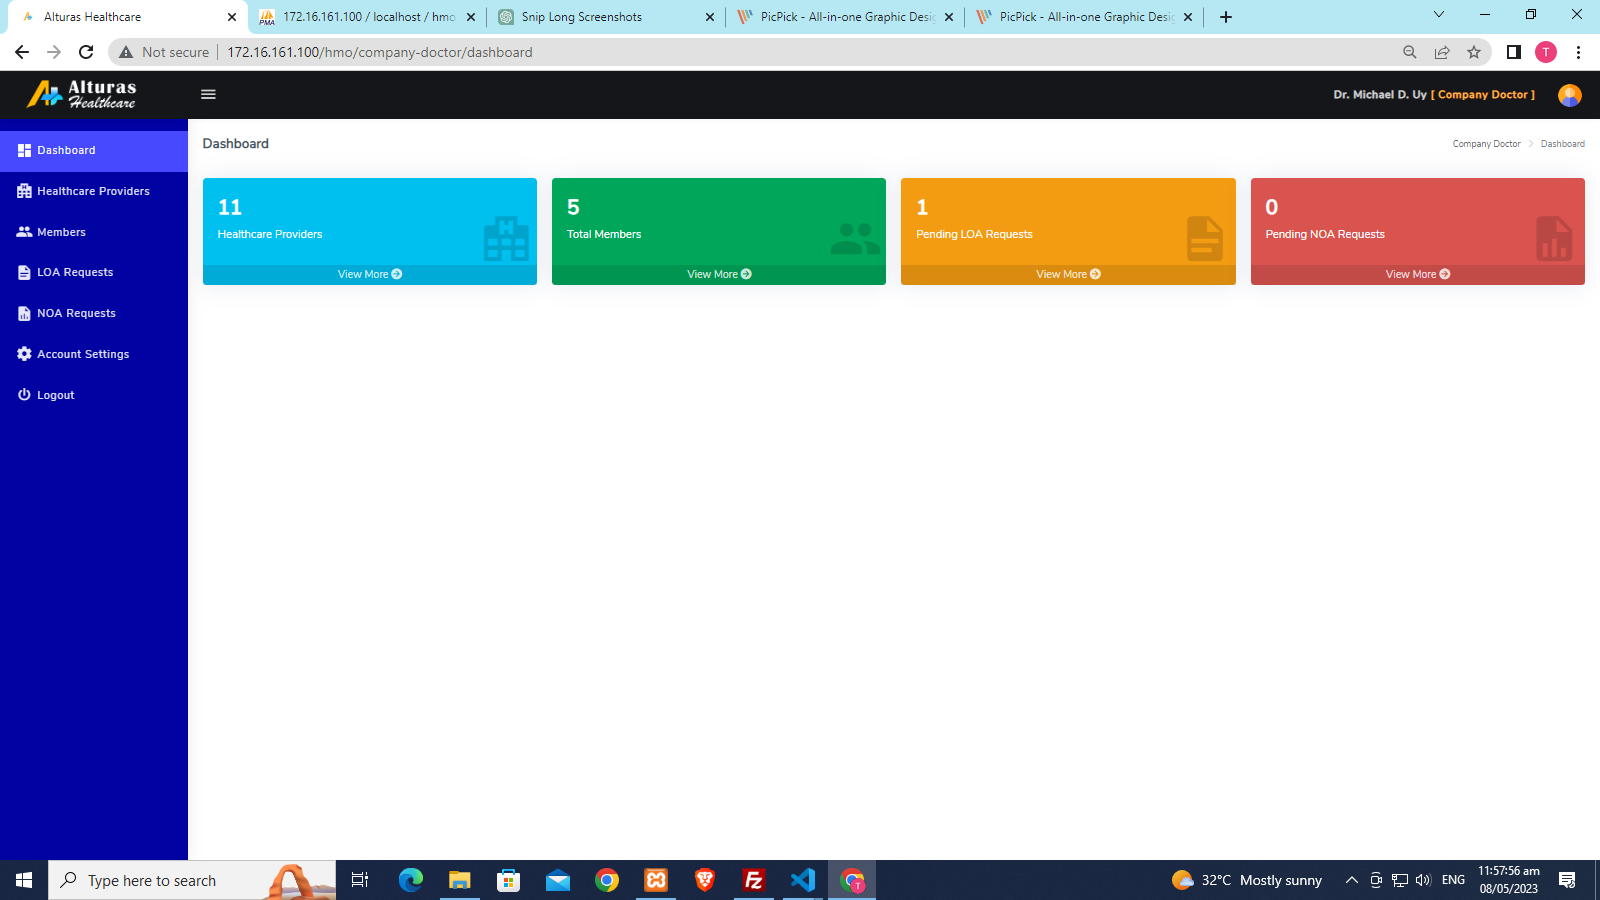 Alturas Healthcare
172.16.161.100 / localhost / hmo
Snip Long Screenshots
PicPick - All-in-one Graphic Desig
PicPick - All-in-one Graphic Desig
Not secure
172.16.161.100/hmo/company-doctor/dashboard
T
Alturas
Healthcare
Dr. Michael D. Uy [ Company Doctor ]
Dashboard
Healthcare Providers
Members
LOA Requests
NOA Requests
Account Settings
Logout
Dashboard
Company Doctor
Dashboard
11
Healthcare Providers
View More
5
Total Members
View More
1
Pending LOA Requests
View More
0
Pending NOA Requests
View More
Type here to search
32°C Mostly sunny
ENG
11:57:56 am
08/05/2023